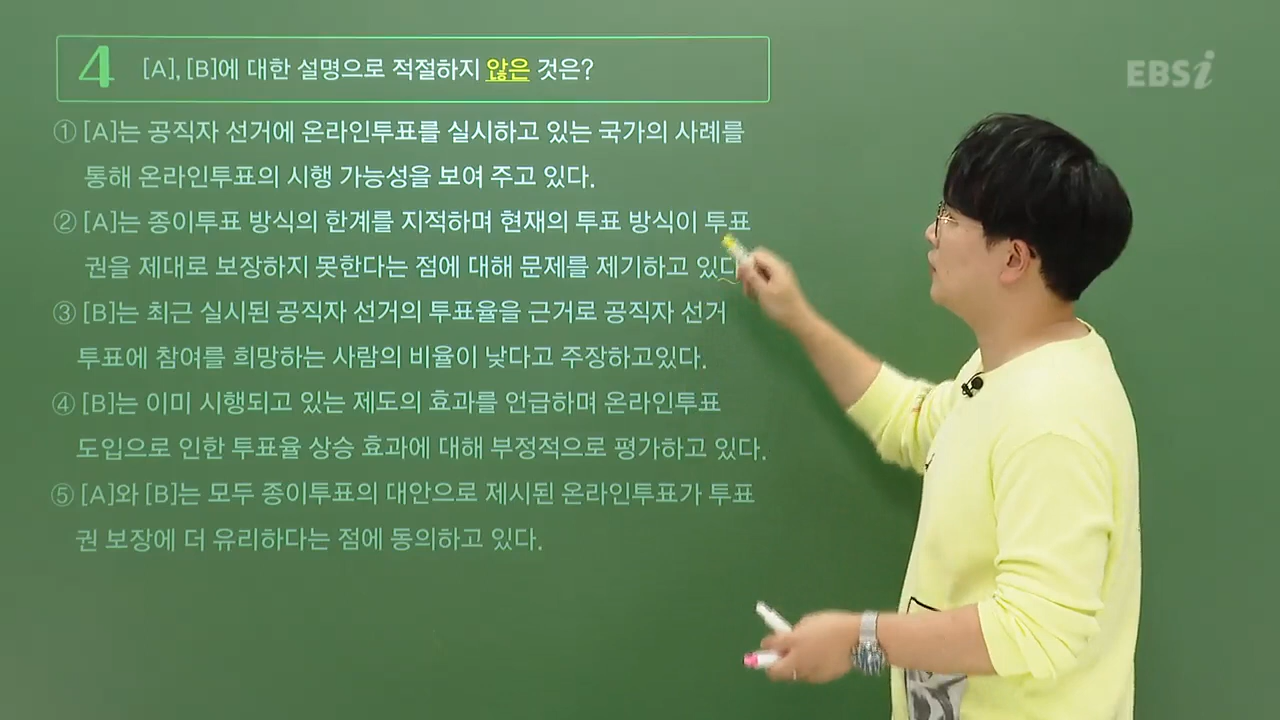 4 [A], [B]에 대한 설명으로 적절하지 않은 것은?
EBSi
① [A]는 공직자 선거에 온라인투표를 실시하고 있는 국가의 사례를
통해 온라인투표의 시행 가능성을 보여 주고 있다.
② [A]는 종이투표 방식의 한계를 지적하며 현재의 투표 방식이 투표
권을 제대로 보장하지 못한다는 점에 대해 문제를 제기하고 있다
③ [B]는 최근 실시된 공직자 선거의 투표율을 근거로 공직자 선거
투표에 참여를 희망하는 사람의 비율이 낮다고 주장하고있다.
④ [B]는 이미 시행되고 있는 제도의 효과를 언급하며 온라인투표
도입으로 인한 투표율 상승 효과에 대해 부정적으로 평가하고 있다.
⑤ [A]와 [B]는 모두 종이투표의 대안으로 제시된 온라인투표가 투표
권 보장에 더 유리하다는 점에 동의하고 있다.